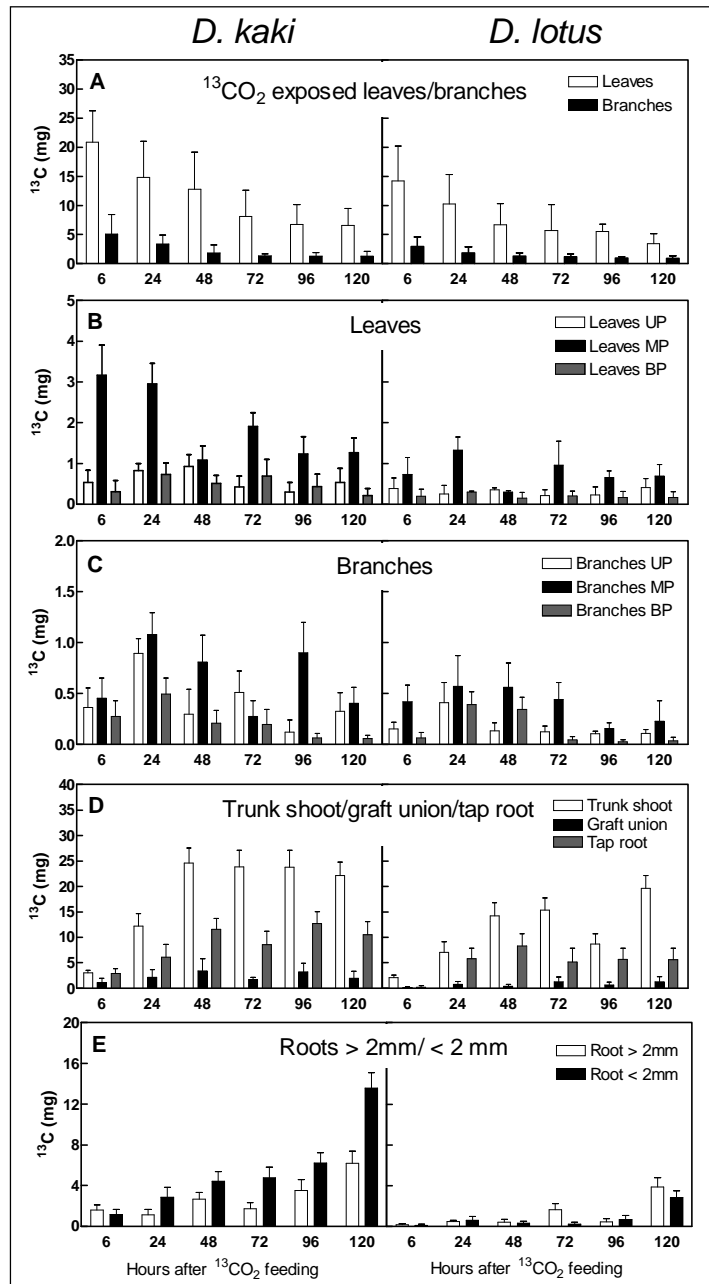 D. kaki D. lotus
A
¹³CO₂ exposed leaves/branches
Leaves
Branches
¹³C (mg)
35
30
25
20
15
10
5
0
6 24 48 72 96 120 6 24 48 72 96 120
B
Leaves
Leaves UP
Leaves MP
Leaves BP
¹³C (mg)
5
4
3
2
1
0
6 24 48 72 96 120 6 24 48 72 96 120
C
Branches
Branches UP
Branches MP
Branches BP
¹³C (mg)
2.0
1.5
1.0
0.5
0.0
6 24 48 72 96 120 6 24 48 72 96 120
D
Trunk shoot/graft union/tap root
Trunk shoot
Graft union
Tap root
¹³C (mg)
40
35
30
25
20
15
10
5
0
6 24 48 72 96 120 6 24 48 72 96 120
E
Roots > 2mm/ < 2 mm
Root > 2mm
Root < 2mm
¹³C (mg)
20
16
12
8
4
0
6 24 48 72 96 120 6 24 48 72 96 120
Hours after ¹³CO₂ feeding Hours after ¹³CO₂ feeding